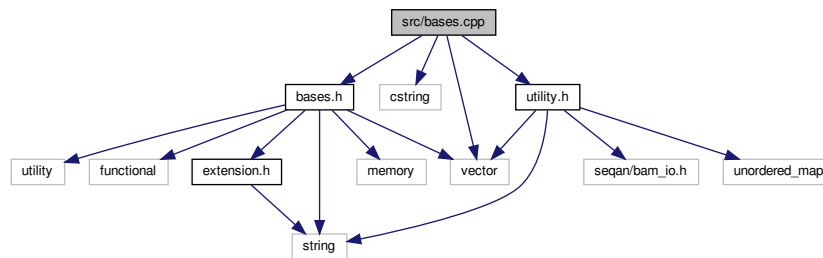 src/bases.cpp
bases.h
cstring
utility.h
utility
functional
extension.h
memory
vector
seqan/bam_io.h
unordered_map
string